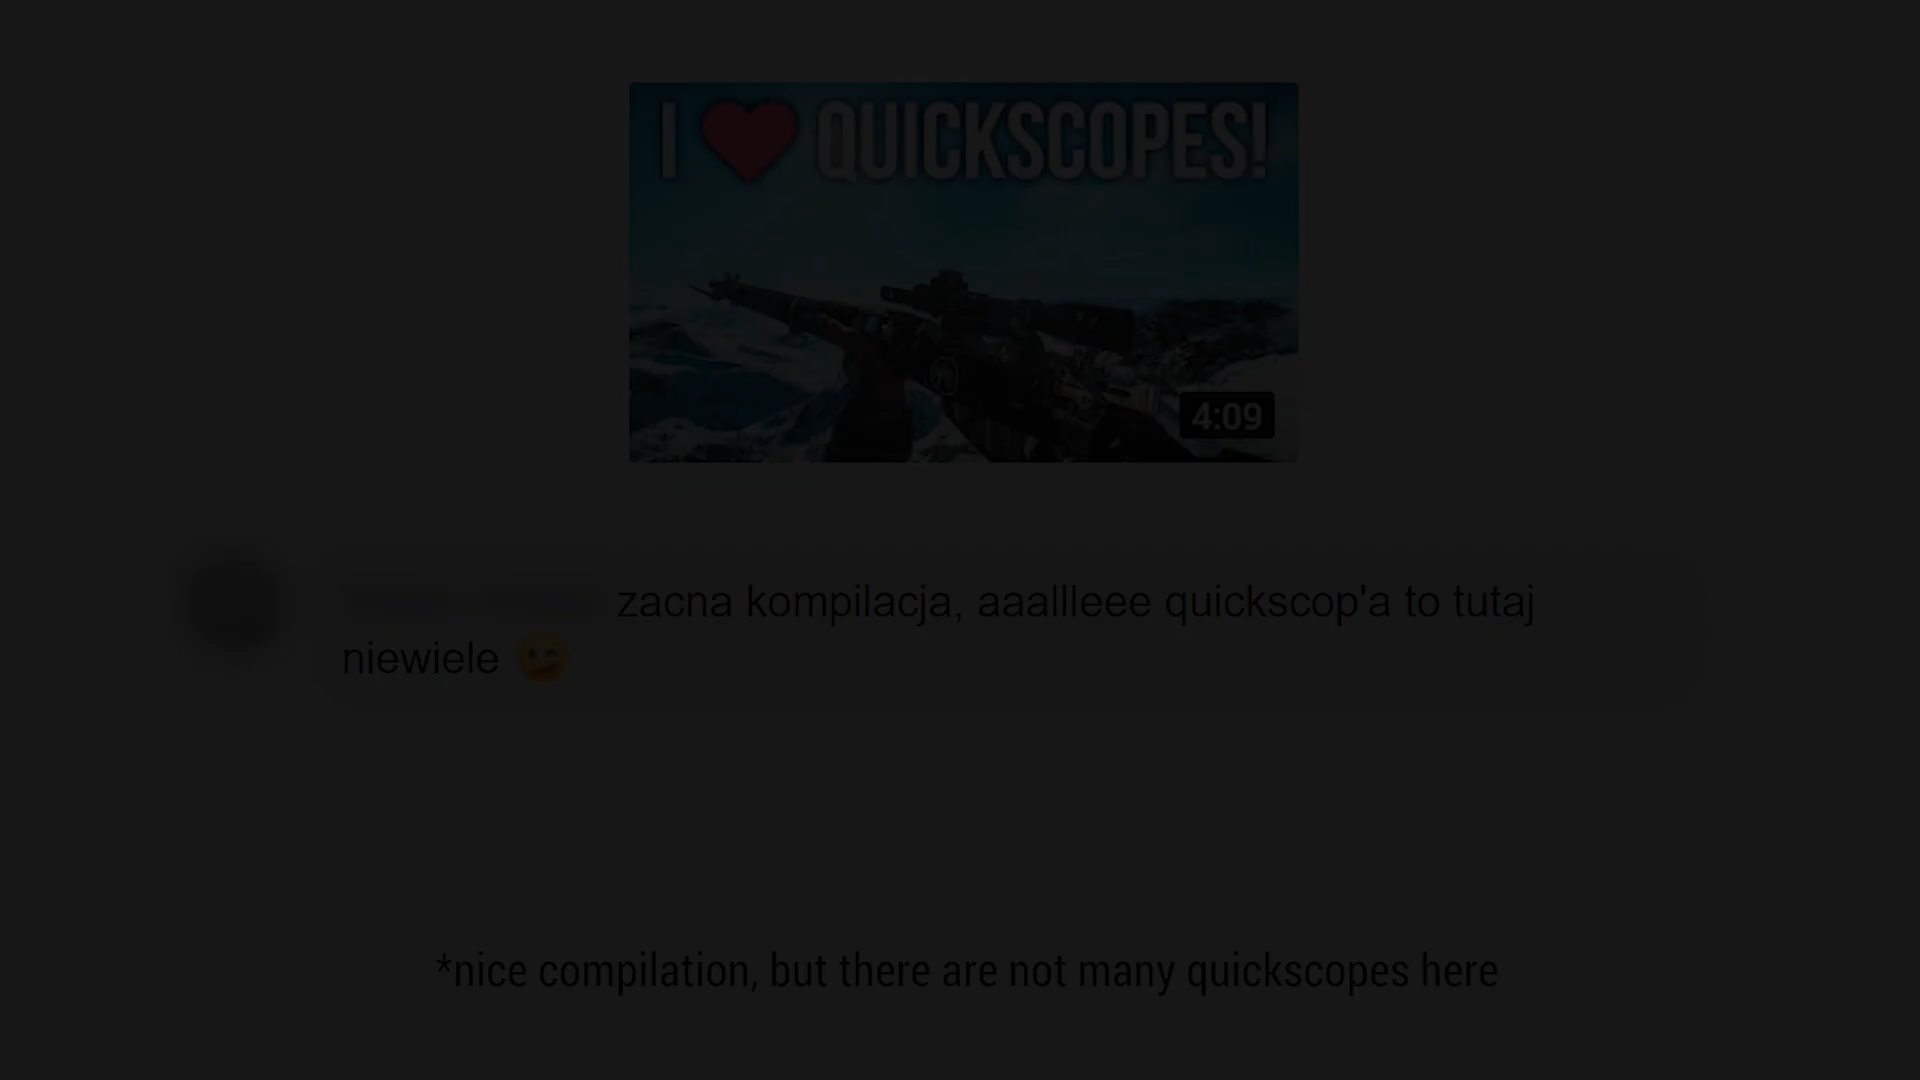 I ❤ QUICKSCOPES!
4:09
zacna kompilacja, aaallleee quickscop'a to tutaj
niewiele 😜
*nice compilation, but there are not many quickscopes here